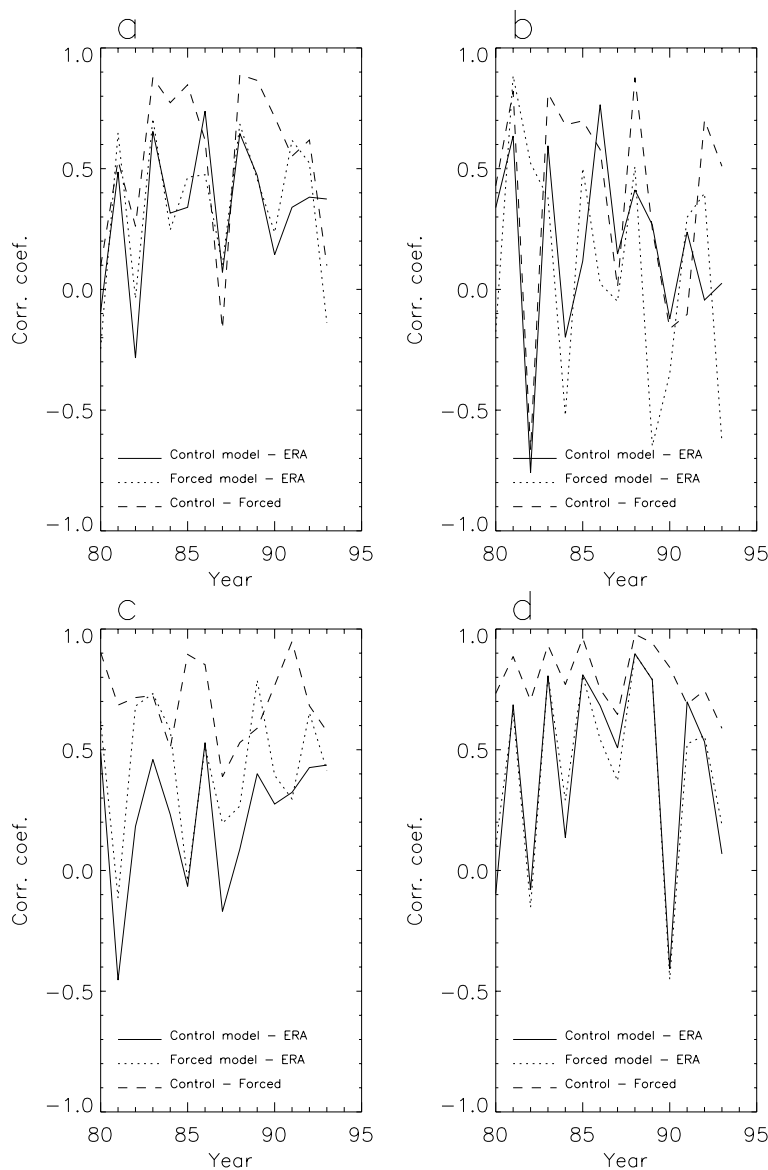 a
1.0
0.5
0.0
−0.5
−1.0
Corr. coef.
Control model − ERA
Forced model − ERA
Control − Forced
80 85 90 95
Year
b
1.0
0.5
0.0
−0.5
−1.0
Corr. coef.
Control model − ERA
Forced model − ERA
Control − Forced
80 85 90 95
Year
c
1.0
0.5
0.0
−0.5
−1.0
Corr. coef.
Control model − ERA
Forced model − ERA
Control − Forced
80 85 90 95
Year
d
1.0
0.5
0.0
−0.5
−1.0
Corr. coef.
Control model − ERA
Forced model − ERA
Control − Forced
80 85 90 95
Year